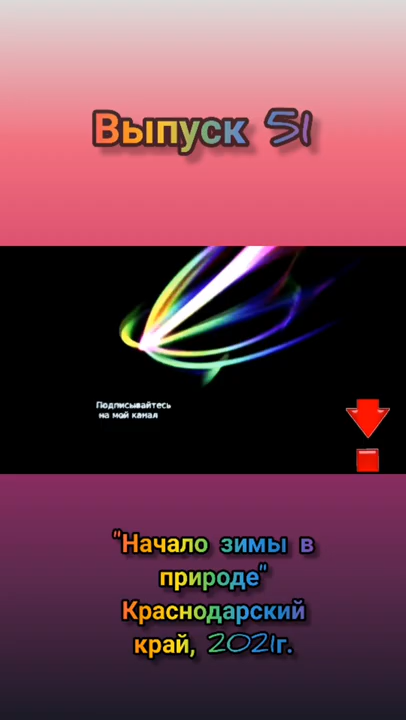 Выпуск 51
Подписывайтесь
на мой канал
"Начало зимы в
природе"
Краснодарский
край, 2021г.